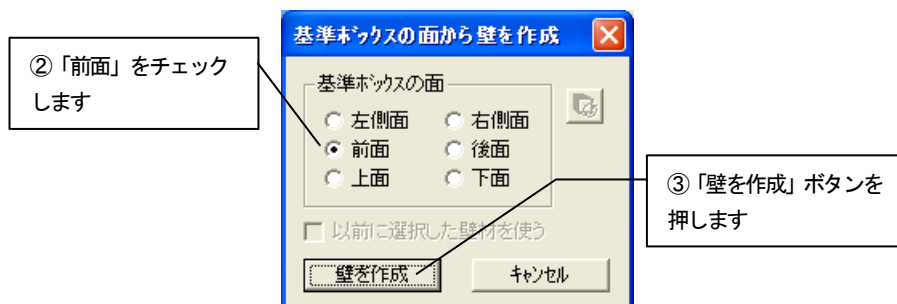 基準ﾎﾞｯｸｽの面から壁を作成
②「前面」をチェック
します
基準ﾎﾞｯｸｽの面
左側面 右側面
前面 後面
上面 下面
③「壁を作成」ボタンを
押します
以前に選択した壁材を使う
壁を作成 ｷｬﾝｾﾙ